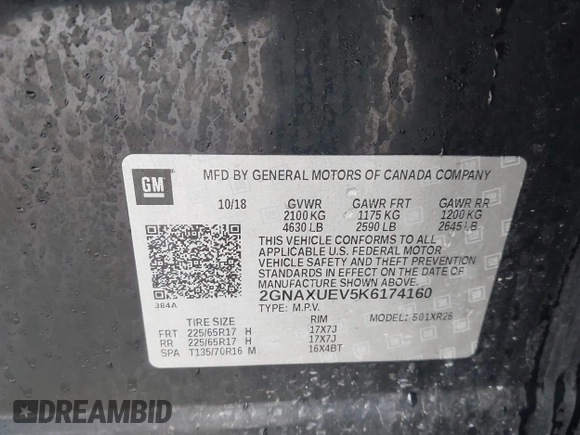 GM
MFD BY GENERAL MOTORS OF CANADA COMPANY
10/18 GVWR GAWR FRT GAWR RR
2100 KG 1175 KG 1200 KG
4630 LB 2590 LB 2645 LB
THIS VEHICLE CONFORMS TO ALL
APPLICABLE U.S. FEDERAL MOTOR
VEHICLE SAFETY AND THEFT PREVENTION
STANDARDS IN EFFECT ON THE DATE OF
MANUFACTURE SHOWN ABOVE.
384A
2GNAXUEV5K6174160
TYPE: M.P.V. MODEL: S01XR26
TIRE SIZE RIM
FRT 225/65R17 H 17X7J
RR 225/65R17 H 17X7J
SPA T135/70R16 M 16X4BT
DREAMBID